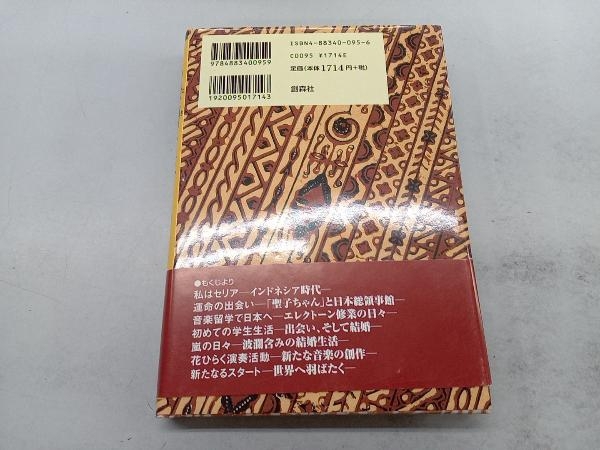 ISBN4-88340-095-6
C0095 ¥1714E
定価(本体1714円+税)
創森社
9784883400959
1920095017143
●もくじより
私はセリア―インドネシア時代―
運命の出会い―「聖子ちゃん」と日本総領事館―
音楽留学で日本へ―エレクトーン修業の日々―
初めての学生生活―出会い、そして結婚―
嵐の日々―波瀾含みの結婚生活―
花ひらく演奏活動―新たな音楽の創作―
新たなるスタート―世界へ羽ばたく―